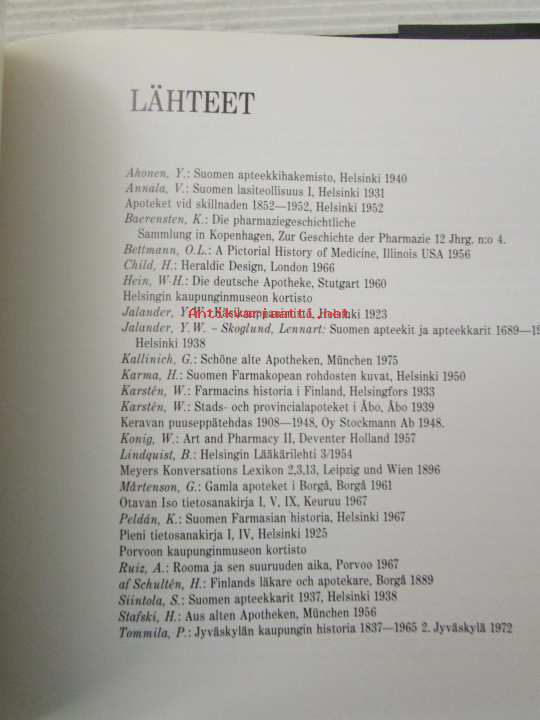 LÄHTEET
Ahonen, Y.: Suomen apteekkihakemisto, Helsinki 1940
Annala, V.: Suomen lasiteollisuus I, Helsinki 1931
Apoteket vid skillnaden 1852—1952, Helsinki 1952
Baerensten, K.: Die pharmaziegeschichtliche
Sammlung in Kopenhagen, Zur Geschichte der Pharmazie 12 Jhrg. n:o 4.
Bettmann, O.L.: A Pictorial History of Medicine, Illinois USA 1956
Child, H.: Heraldic Design, London 1966
Hein, W-H.: Die deutsche Apotheke, Stutgart 1960
Helsingin kaupunginmuseon kortisto
Jalander, Y.W.: Käsikauppanimistö, Helsinki 1923
Jalander, Y.W. – Skoglund, Lennart: Suomen apteekit ja apteekkarit 1689—
Helsinki 1938
Kallinich, G.: Schöne alte Apotheken, München 1975
Karma, H.: Suomen Farmakopean rohdosten kuvat, Helsinki 1950
Karstén, W.: Farmacins historia i Finland, Helsingfors 1933
Karstén, W.: Stads- och provincialapoteket i Åbo, Åbo 1939
Keravan puuseppätehdas 1908—1948, Oy Stockmann Ab 1948.
Konig, W.: Art and Pharmacy II, Deventer Holland 1957
Lindquist, B.: Helsingin Lääkärilehti 3/1954
Meyers Konversations Lexikon 2,3,13, Leipzig und Wien 1896
Mårtenson, G.: Gamla apoteket i Borgå, Borgå 1961
Otavan Iso tietosanakirja I, V, IX, Keuruu 1967
Peldán, K.: Suomen Farmasian historia, Helsinki 1967
Pieni tietosanakirja I, IV, Helsinki 1925
Porvoon kaupunginmuseon kortisto
Ruiz, A.: Rooma ja sen suuruuden aika, Porvoo 1967
af Schultén, H.: Finlands läkare och apotekare, Borgå 1889
Siintola, S.: Suomen apteekkarit 1937, Helsinki 1938
Stafski, H.: Aus alten Apotheken, München 1956
Tommila, P.: Jyväskylän kaupungin historia 1837—1965 2. Jyväskylä 1972